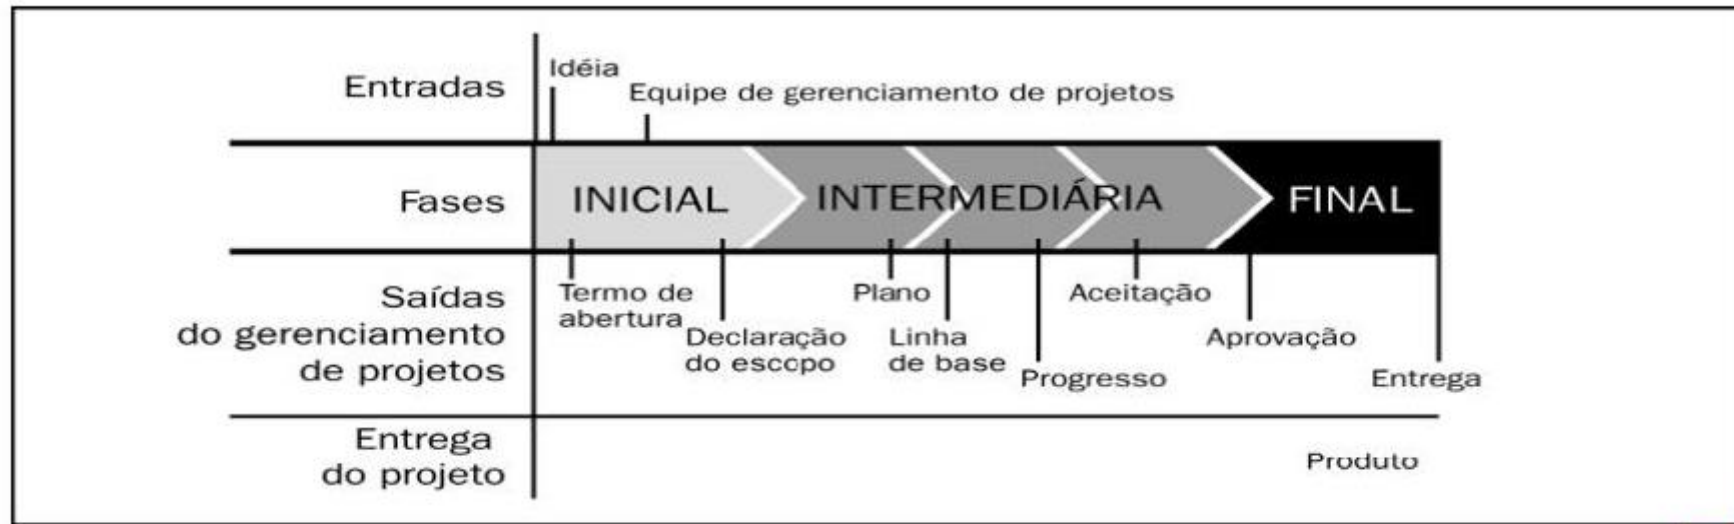 Idéia
Entradas
Equipe de gerenciamento de projetos
Fases
INICIAL
INTERMEDIÁRIA
FINAL
Saídas
do gerenciamento
de projetos
Termo de
abertura
Declaração
do esccpo
Plano
Linha
de base
Progresso
Aceitação
Aprovação
Entrega
Entrega
do projeto
Produto